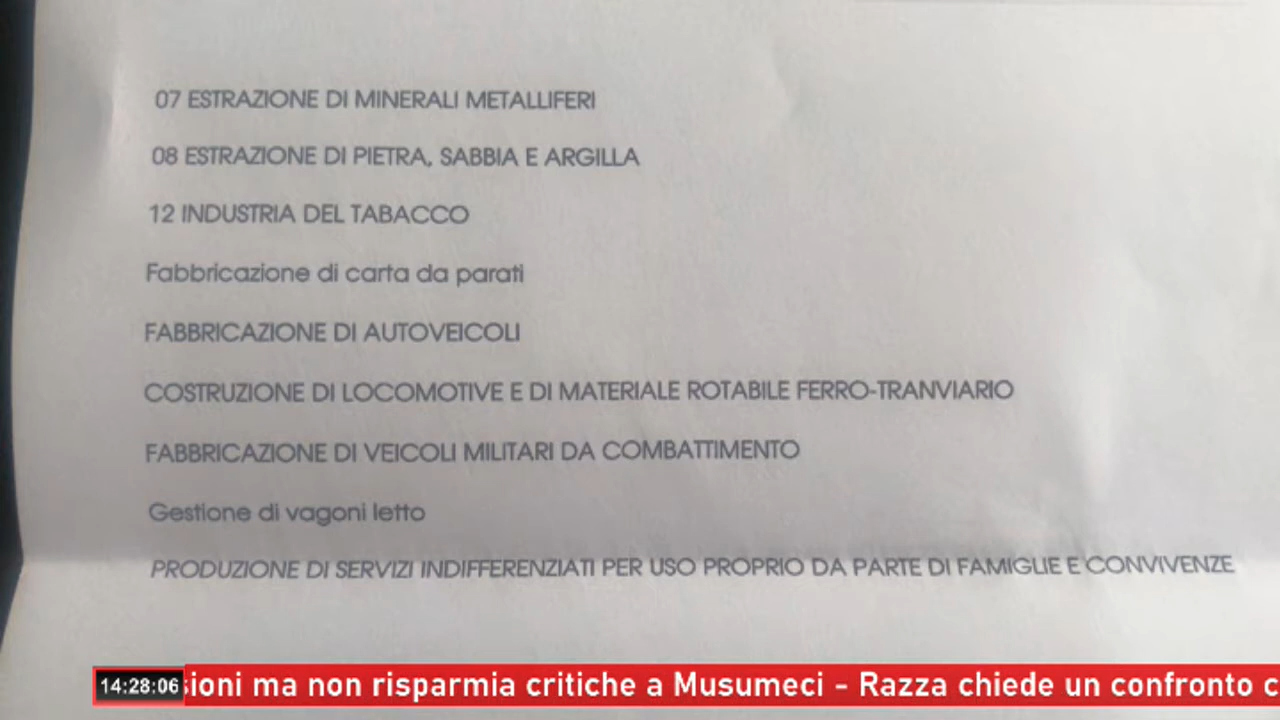 07 ESTRAZIONE DI MINERALI METALLIFERI
08 ESTRAZIONE DI PIETRA, SABBIA E ARGILLA
12 INDUSTRIA DEL TABACCO
Fabbricazione di carta da parati
FABBRICAZIONE DI AUTOVEICOLI
COSTRUZIONE DI LOCOMOTIVE E DI MATERIALE ROTABILE FERRO-TRANVIARIO
FABBRICAZIONE DI VEICOLI MILITARI DA COMBATTIMENTO
Gestione di vagoni letto
PRODUZIONE DI SERVIZI INDIFFERENZIATI PER USO PROPRIO DA PARTE DI FAMIGLIE E CONVIVENZE
14:28:06 ioni ma non risparmia critiche a Musumeci - Razza chiede un confronto c